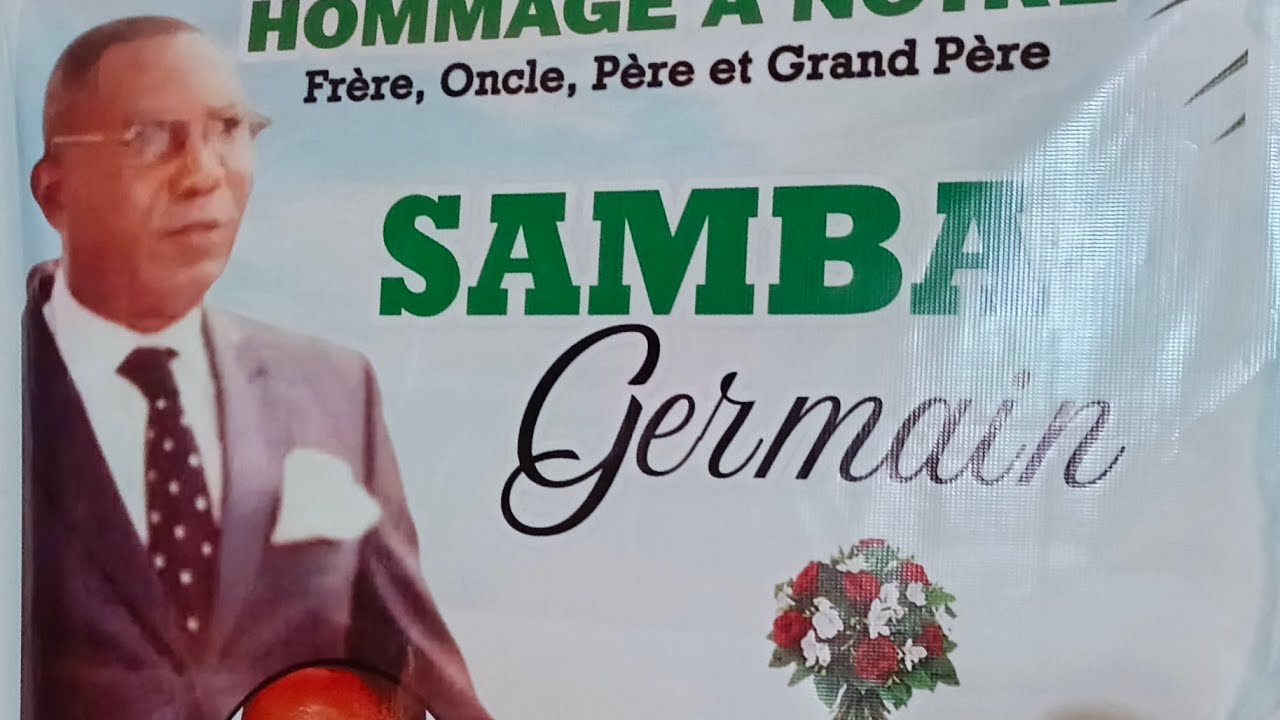 HOMMAGE À NOTRE
Frère, Oncle, Père et Grand Père
SAMBA
Germain